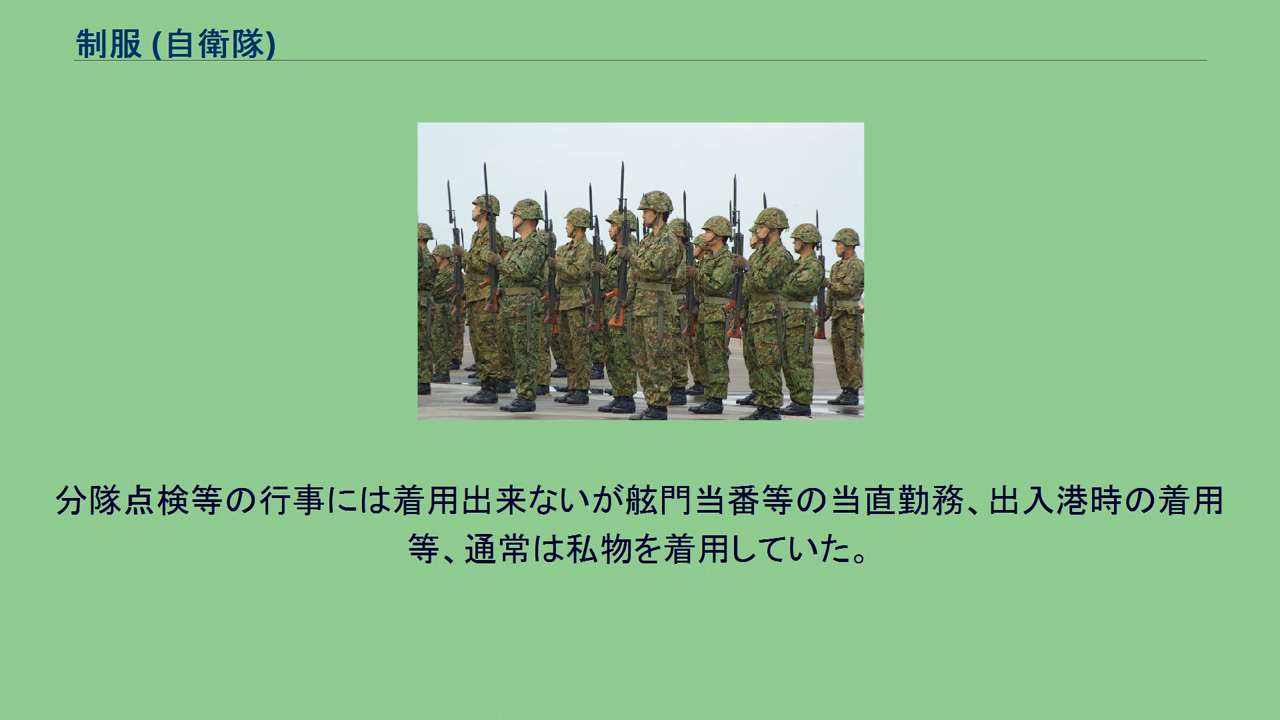 制服 (自衛隊)
分隊点検等の行事には着用出来ないが舷門当番等の当直勤務、出入港時の着用
等、通常は私物を着用していた。